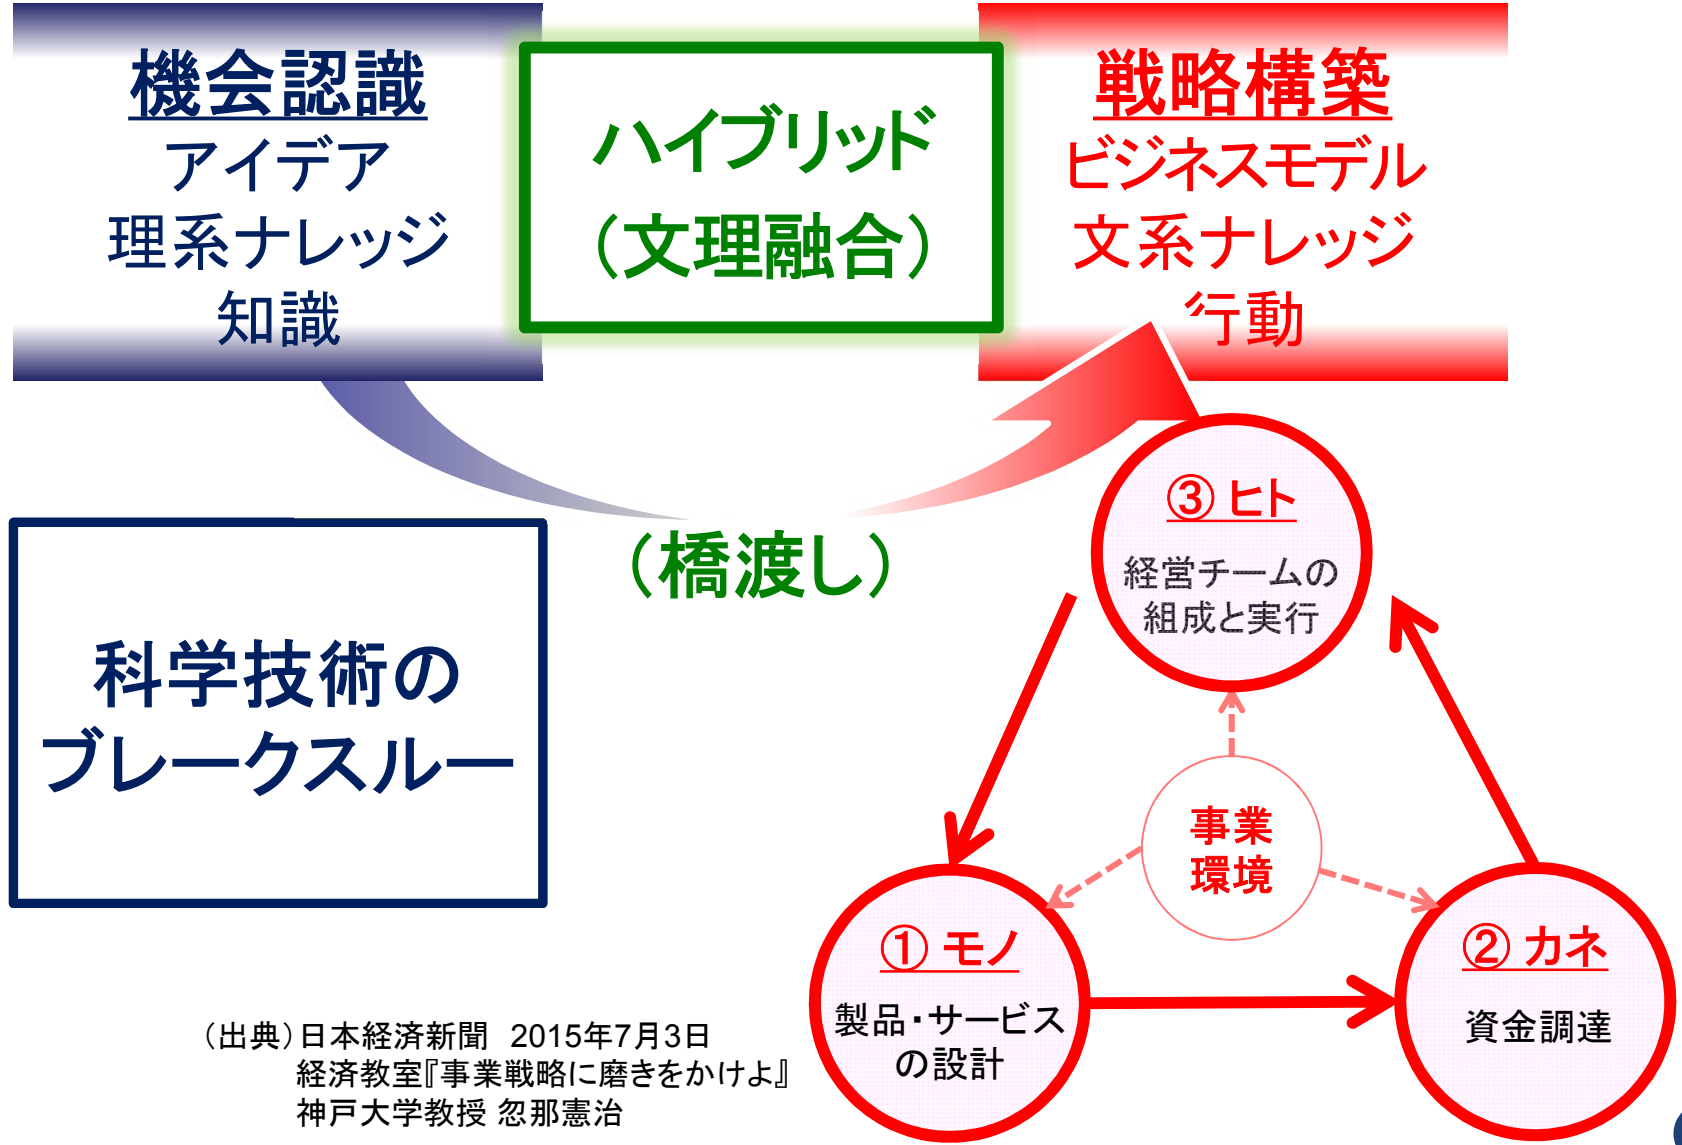 機会認識
アイデア
理系ナレッジ
知識
ハイブリッド
（文理融合）
戦略構築
ビジネスモデル
文系ナレッジ
行動
（橋渡し）
科学技術の
ブレークスルー
③ ヒト
経営チームの
組成と実行
事業
環境
① モノ
製品・サービス
の設計
② カネ
資金調達
（出典）日本経済新聞　2015年7月3日
経済教室『事業戦略に磨きをかけよ』
神戸大学教授 忽那憲治